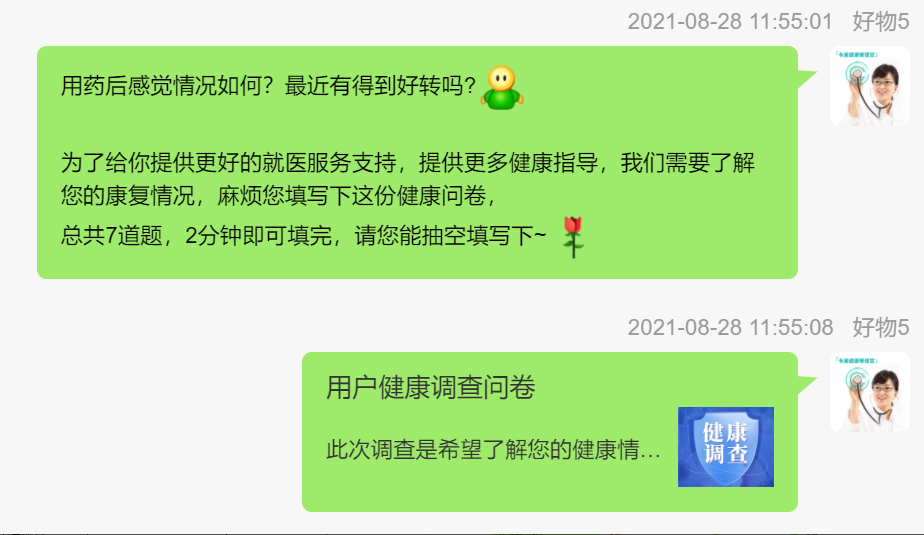 2021-08-28 11:55:01 好物5
用药后感觉情况如何？最近有得到好转吗？
为了给你提供更好的就医服务支持，提供更多健康指导，我们需要了解
您的康复情况，麻烦您填写下这份健康问卷，
总共7道题，2分钟即可填完，请您能抽空填写下~
2021-08-28 11:55:08 好物5
用户健康调查问卷
此次调查是希望了解您的健康情...
健康
调查